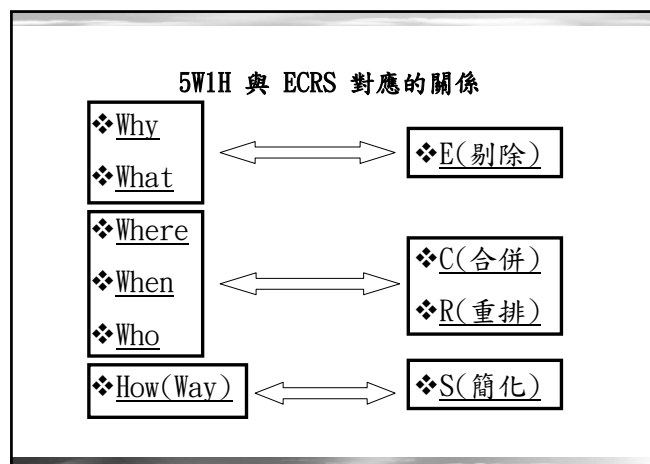 5W1H 與 ECRS 對應的關係
❖Why
❖What
❖E(剔除)
❖Where
❖When
❖Who
❖C(合併)
❖R(重排)
❖How(Way)
❖S(簡化)